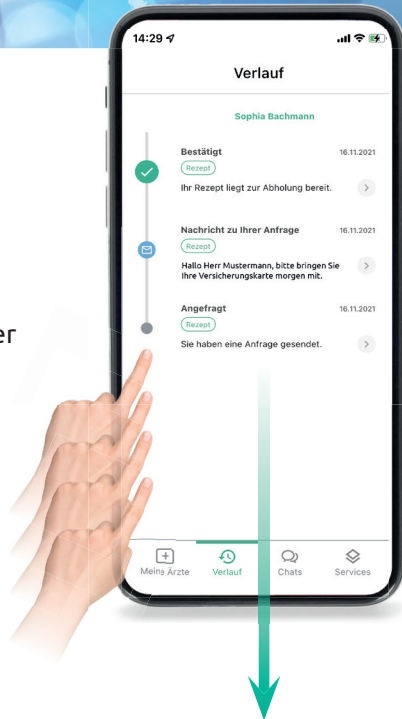 14:29
Verlauf
Sophia Bachmann
Bestätigt 16.11.2021
Rezept
Ihr Rezept liegt zur Abholung bereit.
Nachricht zu Ihrer Anfrage 16.11.2021
Rezept
Hallo Herr Mustermann, bitte bringen Sie
Ihre Versicherungskarte morgen mit.
er
Angefragt 16.11.2021
Rezept
Sie haben eine Anfrage gesendet.
Meine Ärzte Verlauf Chats Services